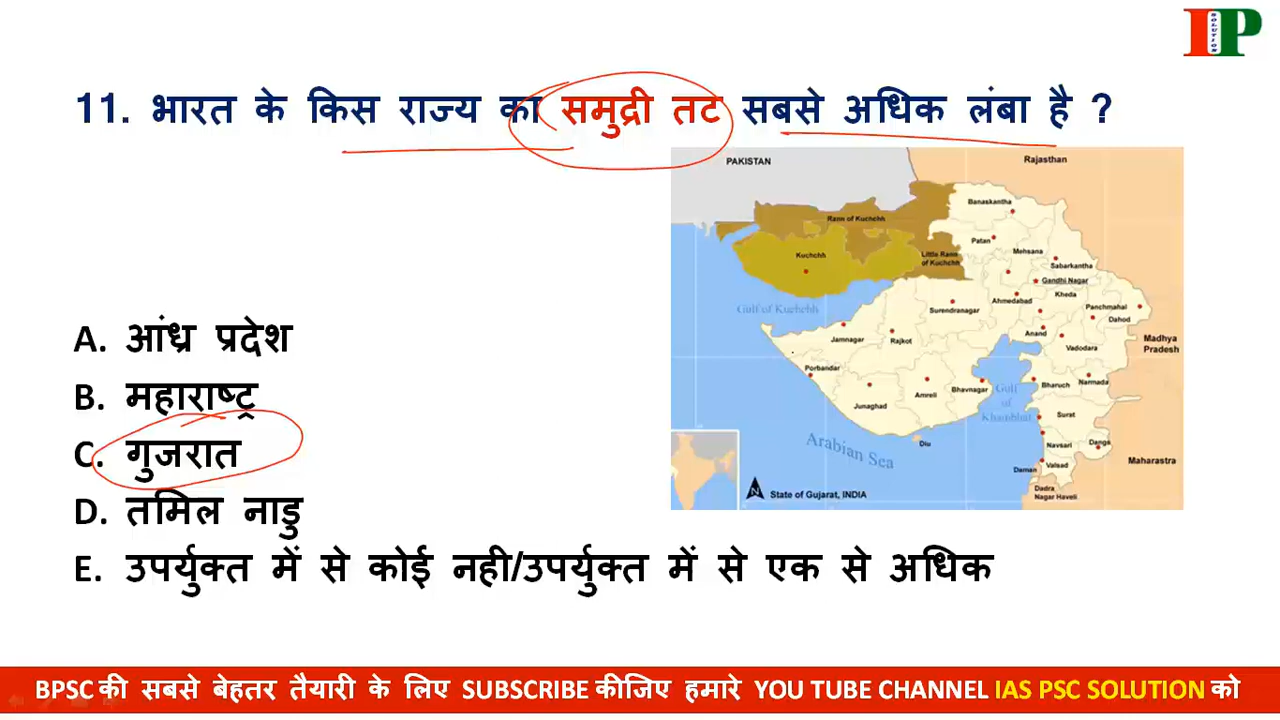 IP
SOLUTION
11. भारत के किस राज्य का समुद्री तट सबसे अधिक लंबा है ?
PAKISTAN
Rajasthan
Banaskantha
Rann of Kuchchh
Patan
Mehsana
Kuchchh
Little Rann
of Kuchchh
Sabarkantha
Gandhi Nagar
Gulf of Kuchchh
Ahmedabad
Kheda
Surendranagar
Panchmahal
Dahod
Jamnagar
Rajkot
Anand
Vadodara
Madhya
Pradesh
Porbandar
Amreli
Bhavnagar
Gulf
of
Khambhat
Bharuch
Narmada
Junaghad
Surat
Diu
Arabian Sea
Navsari
Dangs
Daman
Valsad
Maharastra
Dadra
Nagar Haveli
N
State of Gujarat, INDIA
A. आंध्र प्रदेश
B. महाराष्ट्र
C. गुजरात
D. तमिल नाडु
E. उपर्युक्त में से कोई नही/उपर्युक्त में से एक से अधिक
BPSC की सबसे बेहतर तैयारी के लिए SUBSCRIBE कीजिए हमारे YOU TUBE CHANNEL IAS PSC SOLUTION को